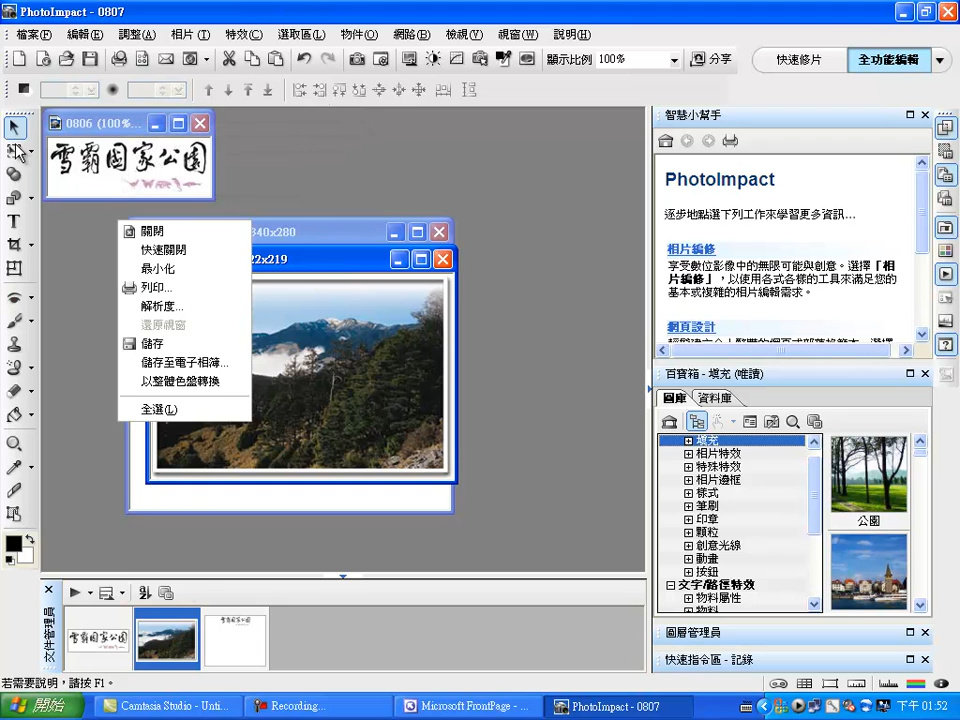 PhotoImpact - 0807
檔案(F) 編輯(E) 調整(A) 相片(I) 特效(C) 選取區(L) 物件(O) 網路(B) 檢視(V) 視窗(W) 說明(H)
顯示比例 100% 分享 快速修片 全功能編輯
0806 (100%...
雪霸國家公園
340x280
22x219
關閉
快速關閉
最小化
列印...
解析度...
還原視窗
儲存
儲存至電子相簿...
以整體色盤轉換
全選(L)
智慧小幫手
PhotoImpact
逐步地點選下列工作來學習更多資訊...
相片編修
享受數位影像中的無限可能與創意。選擇「相
片編修」，以使用各式各樣的工具來滿足您的
基本或複雜的相片編輯需求。
網頁設計
百寶箱 - 填充 (唯讀)
圖庫 資料庫
填充
相片特效
特殊特效
相片邊框
樣式
筆刷
印章
顆粒
創意光線
動畫
按鈕
文字/路徑特效
物料屬性
物料
公園
圖層管理員
快速指令區 - 記錄
文件管理員
雪霸國家公園
雪霸國家公園
若需要說明，請按 F1。
開始 Camtasia Studio - Unti... Recording... Microsoft FrontPage - ... PhotoImpact - 0807 下午 01:52